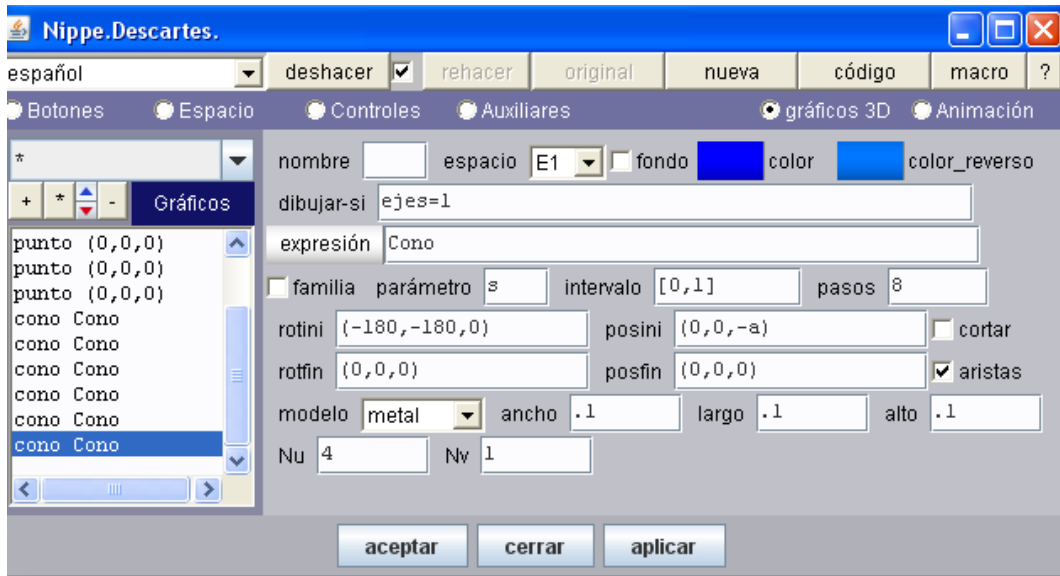 Nippe.Descartes.
español deshacer rehacer original nueva código macro ?
Botones Espacio Controles Auxiliares gráficos 3D Animación
* nombre espacio E1 fondo color color_reverso
+ * - Gráficos dibujar-si ejes=1
expresión Cono
punto (0,0,0)
punto (0,0,0)
punto (0,0,0)
cono Cono
cono Cono
cono Cono
cono Cono
cono Cono
cono Cono
familia parámetro s intervalo [0,1] pasos 8
rotini (-180,-180,0) posini (0,0,-a) cortar
rotfin (0,0,0) posfin (0,0,0) aristas
modelo metal ancho .1 largo .1 alto .1
Nu 4 Nv 1
aceptar cerrar aplicar